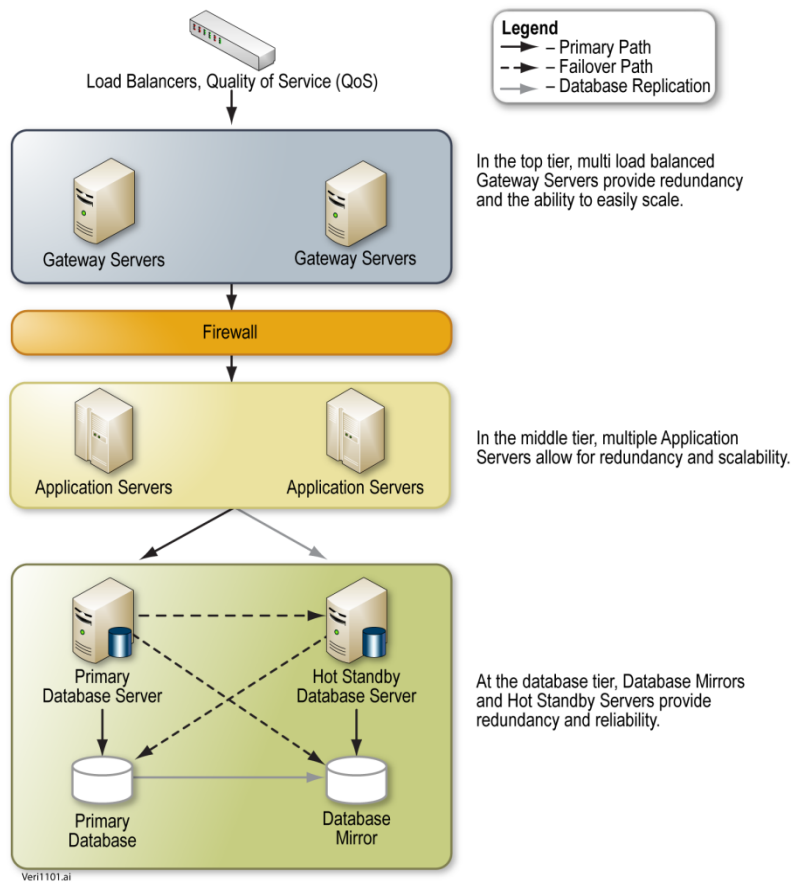 Legend
– Primary Path
– Failover Path
– Database Replication
Load Balancers, Quality of Service (QoS)
Gateway Servers
Gateway Servers
In the top tier, multi load balanced
Gateway Servers provide redundancy
and the ability to easily scale.
Firewall
Application Servers
Application Servers
In the middle tier, multiple Application
Servers allow for redundancy and scalability.
Primary
Database Server
Hot Standby
Database Server
At the database tier, Database Mirrors
and Hot Standby Servers provide
redundancy and reliability.
Primary
Database
Database
Mirror
Veri1101.ai